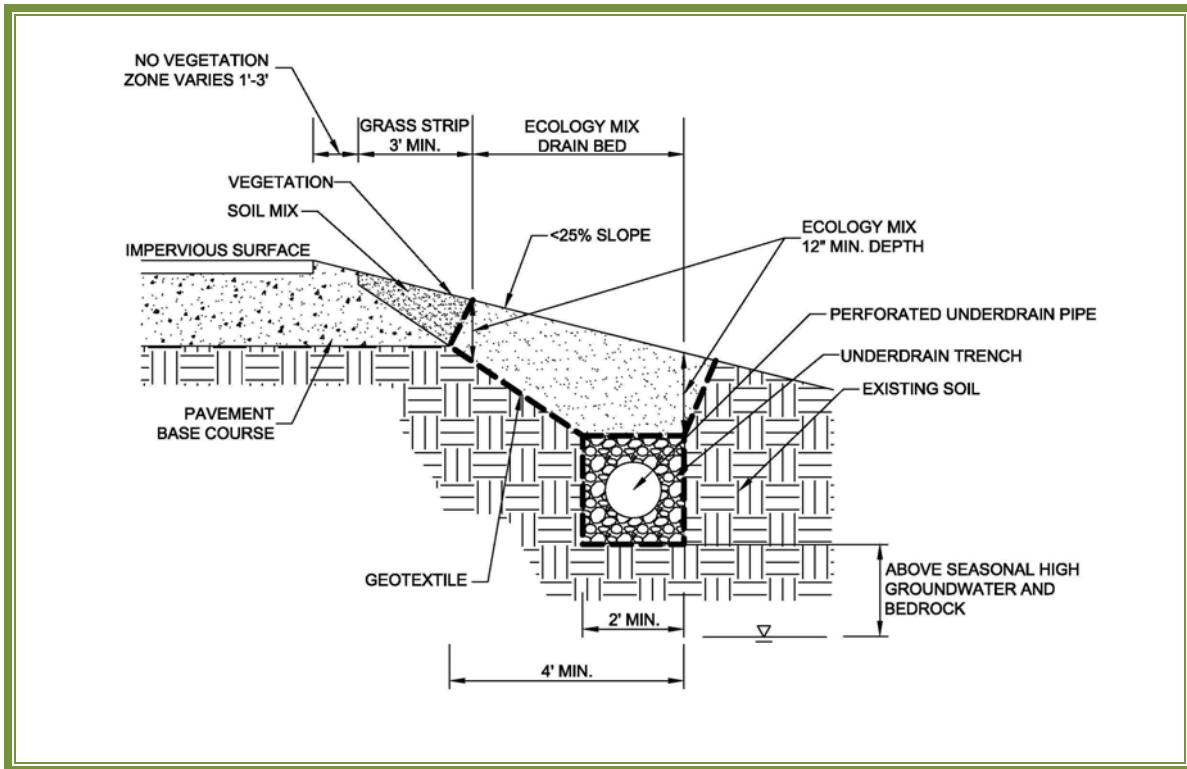 NO VEGETATION
ZONE VARIES 1'-3'
GRASS STRIP
3' MIN.
ECOLOGY MIX
DRAIN BED
VEGETATION
SOIL MIX
<25% SLOPE
ECOLOGY MIX
12" MIN. DEPTH
IMPERVIOUS SURFACE
PERFORATED UNDERDRAIN PIPE
UNDERDRAIN TRENCH
EXISTING SOIL
PAVEMENT
BASE COURSE
GEOTEXTILE
ABOVE SEASONAL HIGH
GROUNDWATER AND
BEDROCK
2' MIN.
4' MIN.